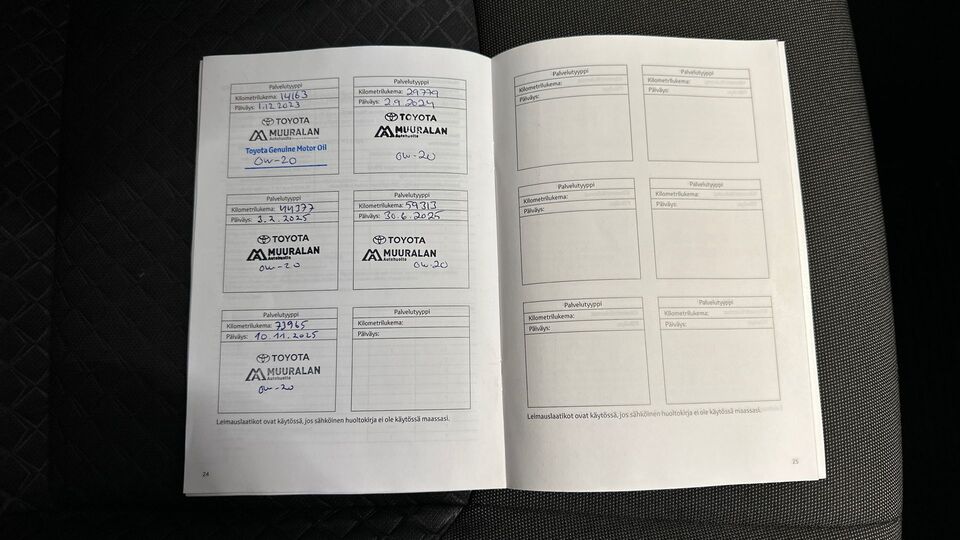 Palvelutyyppi
Kilometrilukema: 14163
Päiväys: 1.12.2023
TOYOTA
MUURALAN
Autohuolto
Toyota Genuine Motor Oil
0W-20
Palvelutyyppi
Kilometrilukema: 29779
Päiväys: 2.9.2024
TOYOTA
MUURALAN
Autohuolto
0W-20
Palvelutyyppi
Kilometrilukema: 44377
Päiväys: 3.2.2025
TOYOTA
MUURALAN
Autohuolto
0W-20
Palvelutyyppi
Kilometrilukema: 59313
Päiväys: 30.6.2025
TOYOTA
MUURALAN
Autohuolto
0W-20
Palvelutyyppi
Kilometrilukema: 73965
Päiväys: 10.11.2025
TOYOTA
MUURALAN
Autohuolto
0W-20
Palvelutyyppi
Kilometrilukema:
Päiväys:
Leimauslaatikot ovat käytössä, jos sähköinen huoltokirja ei ole käytössä maassasi.
24
Palvelutyyppi
Kilometrilukema:
Päiväys:
Palvelutyyppi
Kilometrilukema:
Päiväys:
Palvelutyyppi
Kilometrilukema:
Päiväys:
Palvelutyyppi
Kilometrilukema:
Päiväys:
Palvelutyyppi
Kilometrilukema:
Päiväys:
Palvelutyyppi
Kilometrilukema:
Päiväys:
Leimauslaatikot ovat käytössä, jos sähköinen huoltokirja ei ole käytössä maassasi.
25